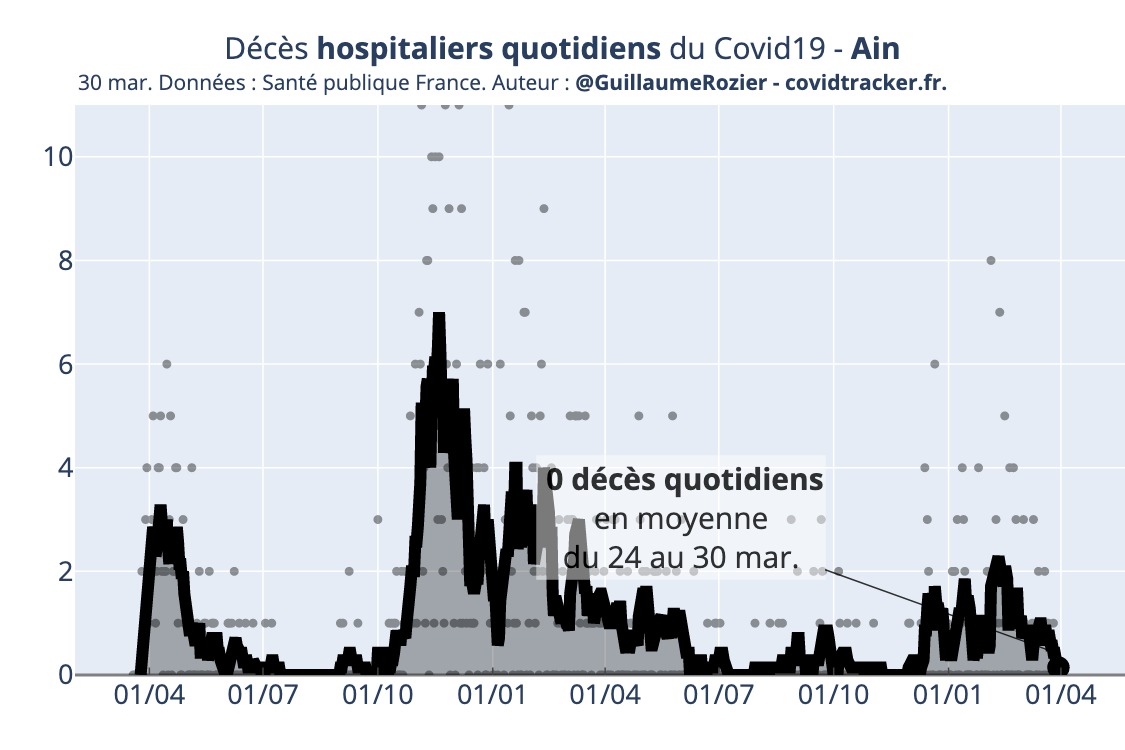 Décès hospitaliers quotidiens du Covid19 - Ain
30 mar. Données : Santé publique France. Auteur : @GuillaumeRozier - covidtracker.fr.
10
8
6
4
2
0
0 décès quotidiens
en moyenne
du 24 au 30 mar.
01/04 01/07 01/10 01/01 01/04 01/07 01/10 01/01 01/04